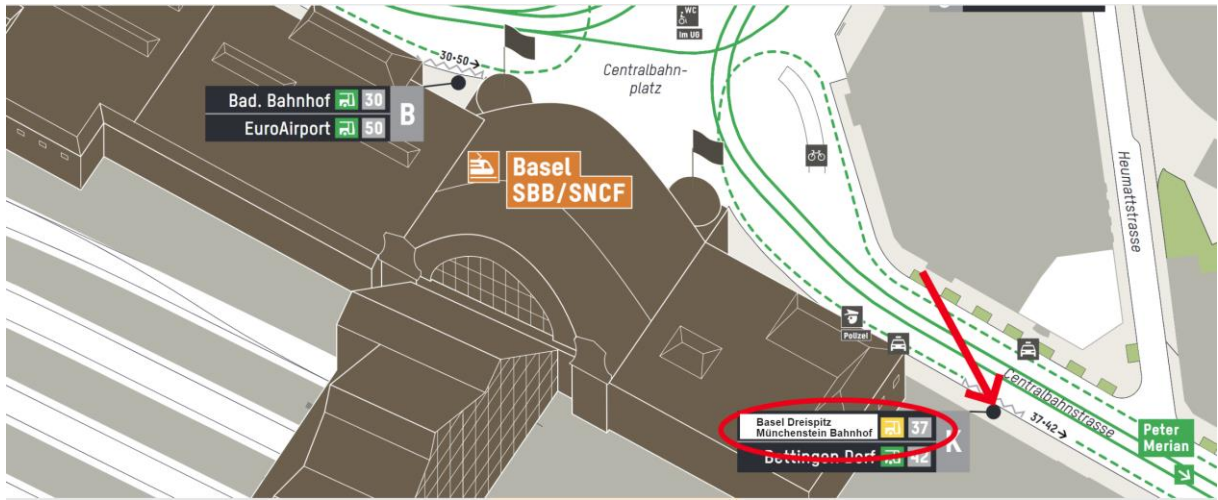 WC
Im UG
30·50→
Centralbahn-
platz
Bad. Bahnhof 30
EuroAirport 50
B
Basel
SBB/SNCF
Heumattstrasse
Polizei
Centralbahnstrasse
37·42→
Basel Dreispitz
Münchenstein Bahnhof 37
Bettingen Dorf 42
K
Peter
Merian